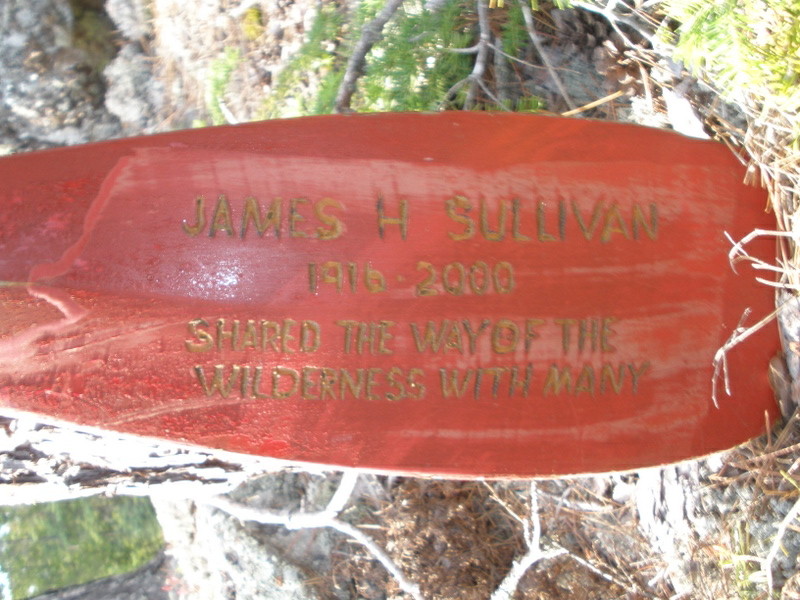 JAMES H SULLIVAN
1916-2000
SHARED THE WAY OF THE
WILDERNESS WITH MANY